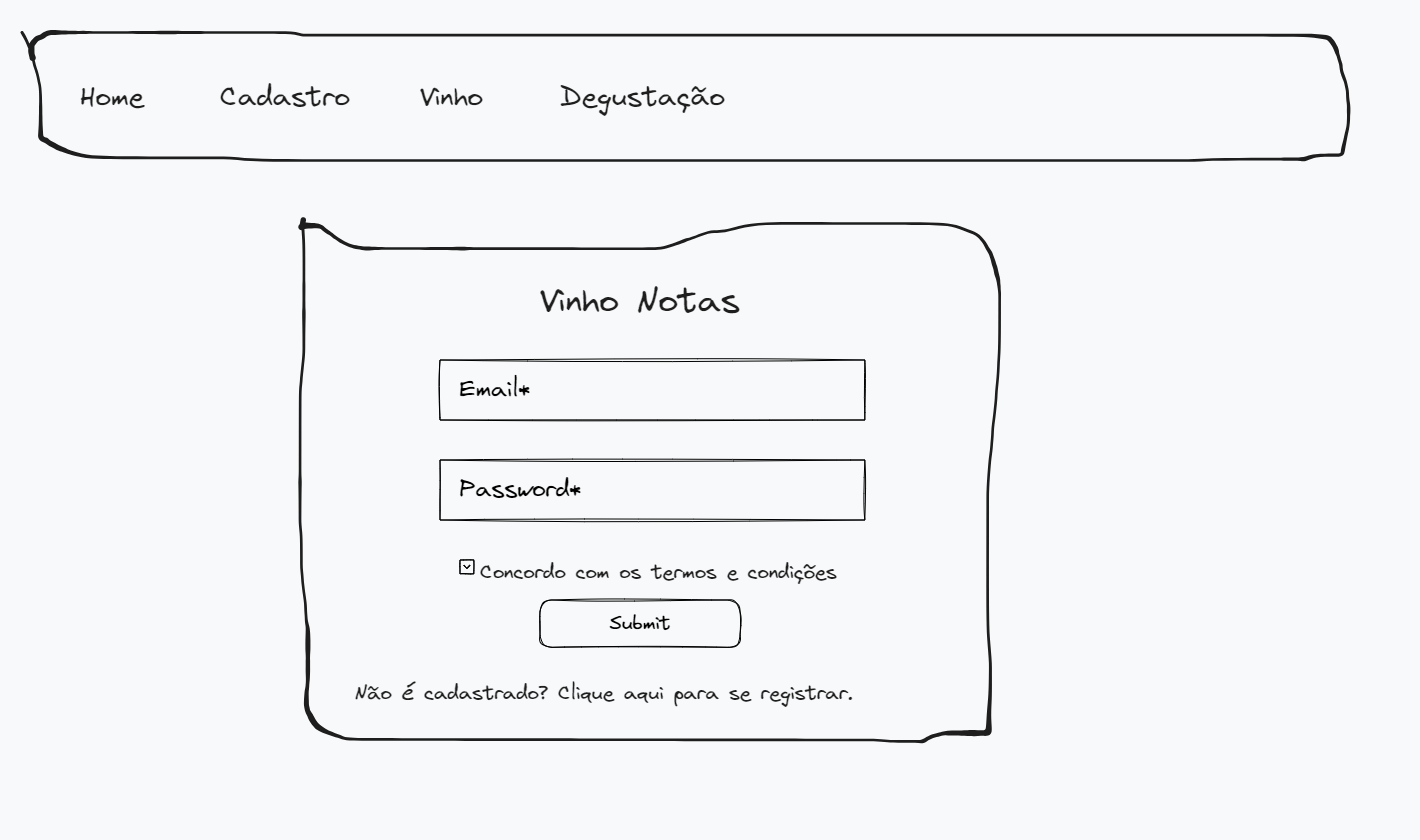 Home Cadastro Vinho Degustação
Vinho Notas
Email*
Password*
Concordo com os termos e condições
Submit
Não é cadastrado? Clique aqui para se registrar.